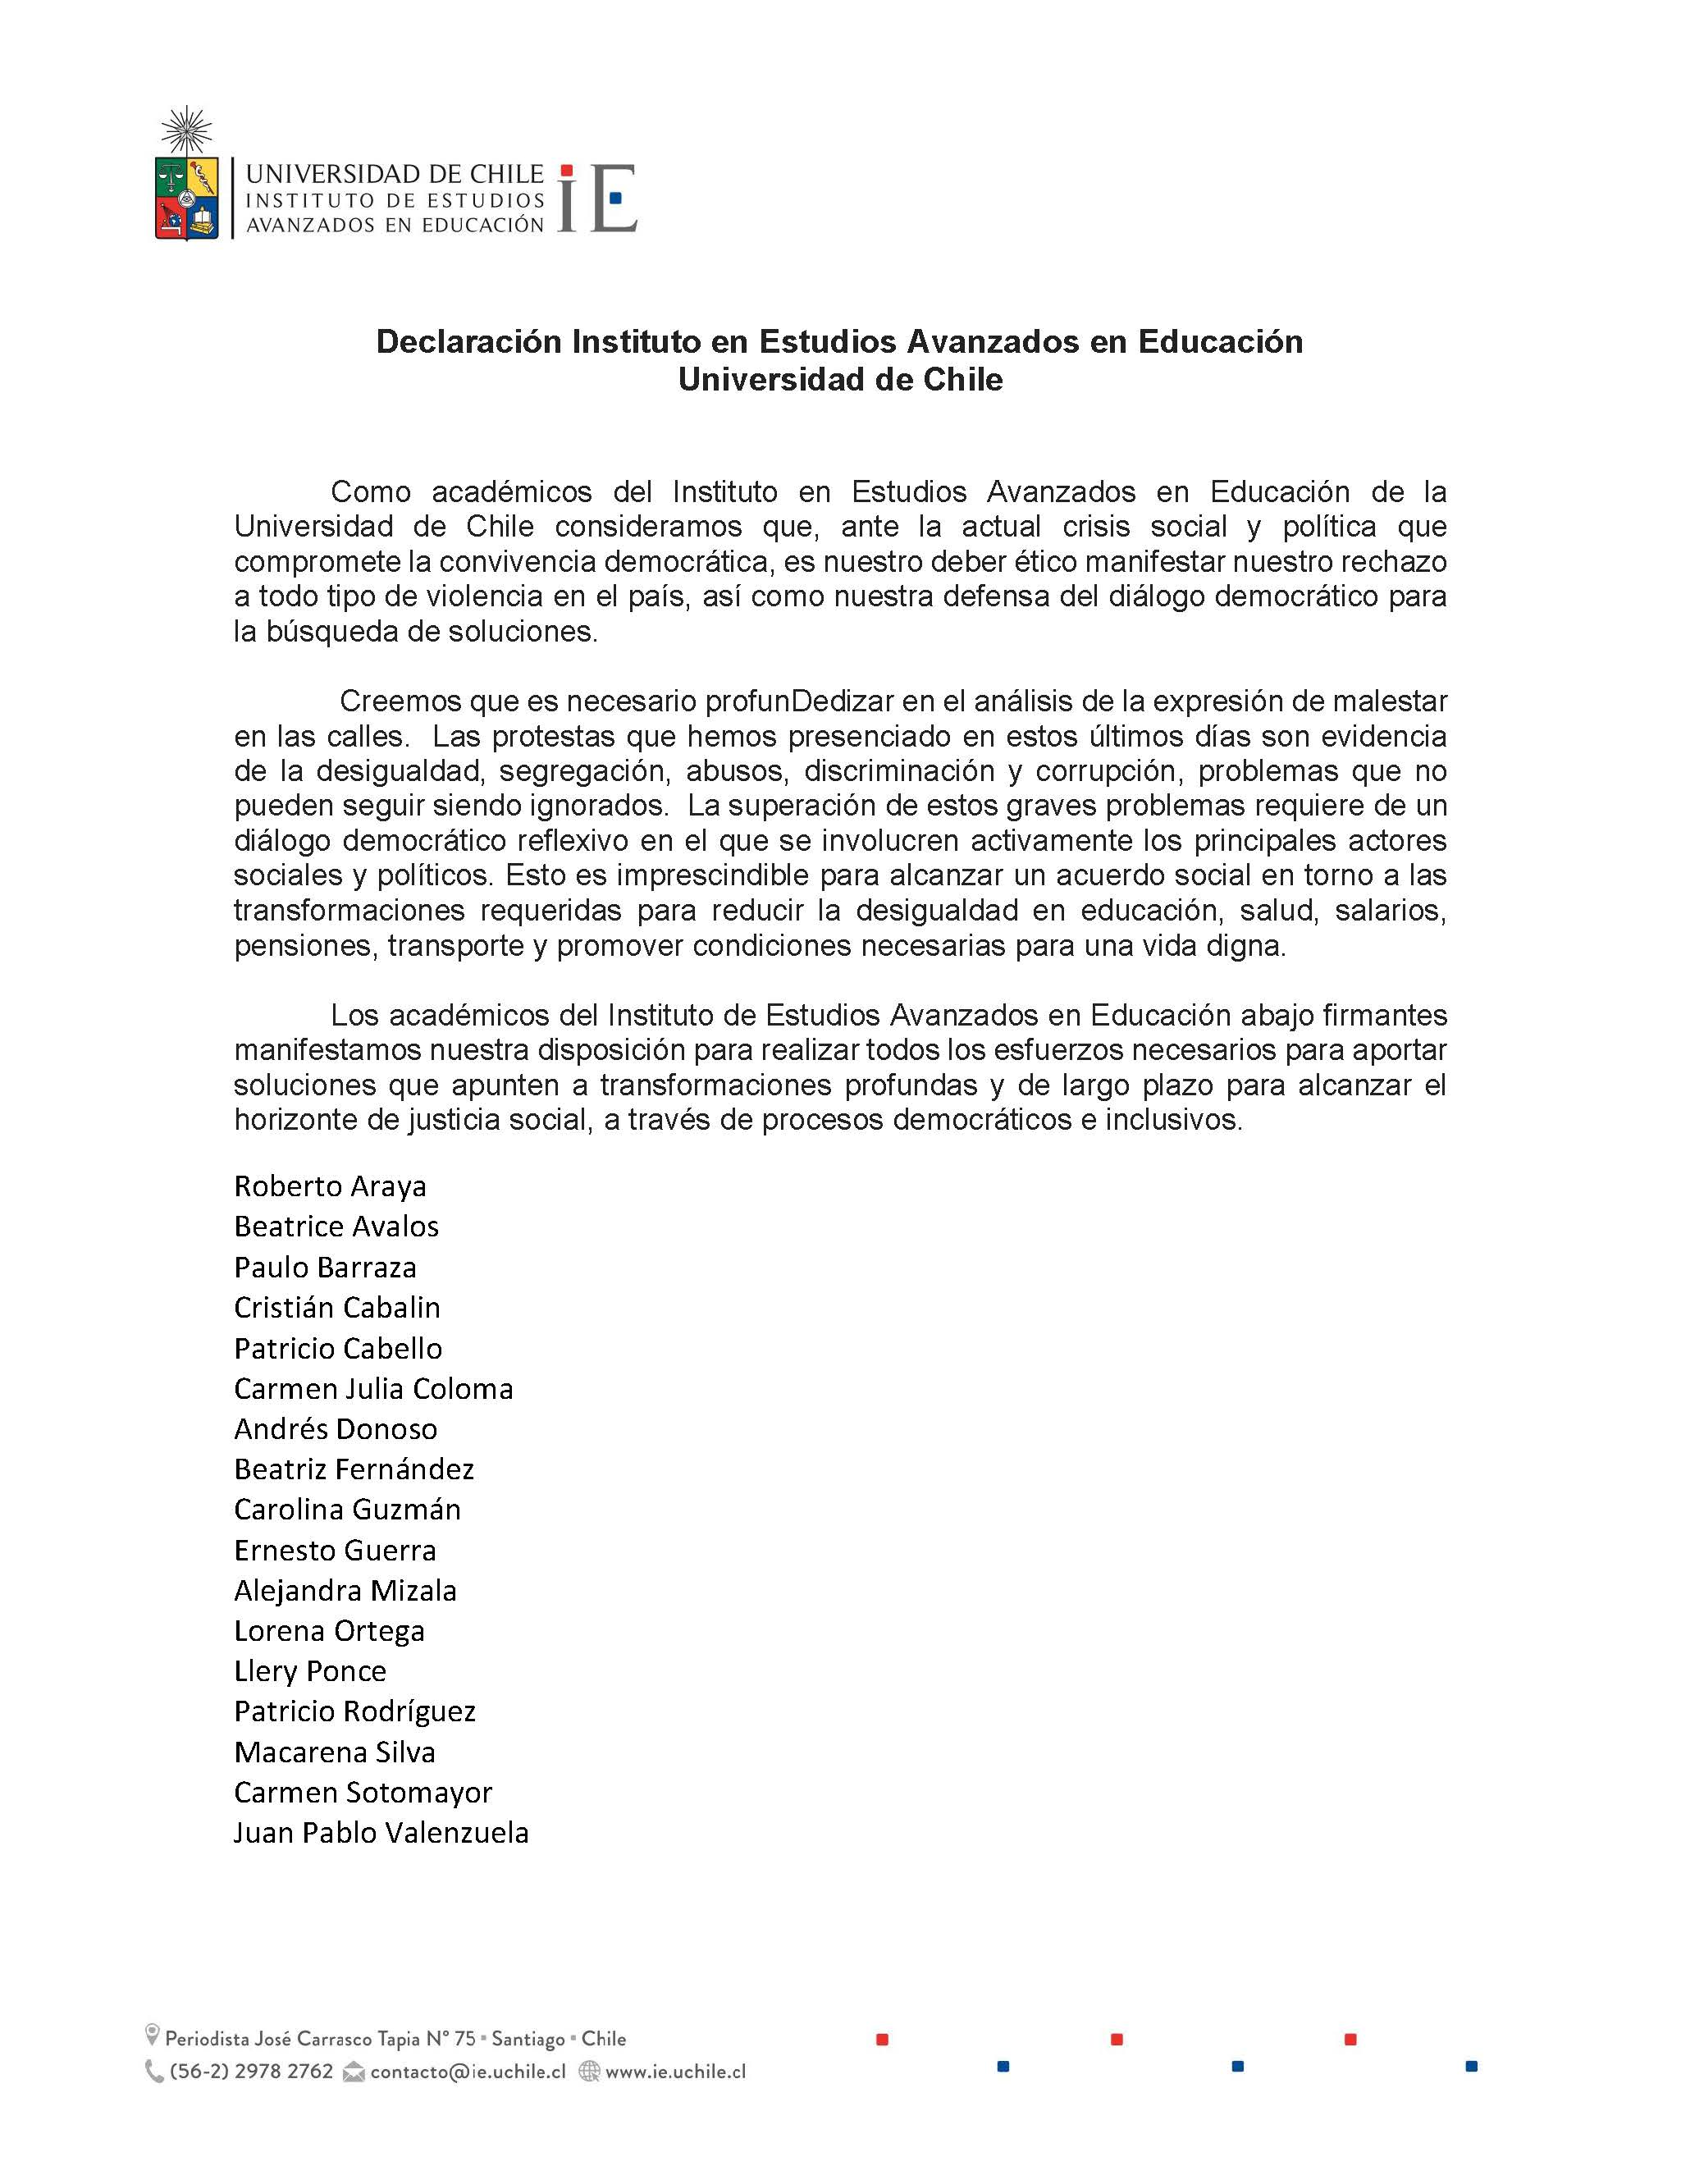 UNIVERSIDAD DE CHILE
INSTITUTO DE ESTUDIOS
AVANZADOS EN EDUCACIÓN
iE
Declaración Instituto en Estudios Avanzados en Educación
Universidad de Chile
Como académicos del Instituto en Estudios Avanzados en Educación de la
Universidad de Chile consideramos que, ante la actual crisis social y política que
compromete la convivencia democrática, es nuestro deber ético manifestar nuestro rechazo
a todo tipo de violencia en el país, así como nuestra defensa del diálogo democrático para
la búsqueda de soluciones.
Creemos que es necesario profunDedizar en el análisis de la expresión de malestar
en las calles. Las protestas que hemos presenciado en estos últimos días son evidencia
de la desigualdad, segregación, abusos, discriminación y corrupción, problemas que no
pueden seguir siendo ignorados. La superación de estos graves problemas requiere de un
diálogo democrático reflexivo en el que se involucren activamente los principales actores
sociales y políticos. Esto es imprescindible para alcanzar un acuerdo social en torno a las
transformaciones requeridas para reducir la desigualdad en educación, salud, salarios,
pensiones, transporte y promover condiciones necesarias para una vida digna.
Los académicos del Instituto de Estudios Avanzados en Educación abajo firmantes
manifestamos nuestra disposición para realizar todos los esfuerzos necesarios para aportar
soluciones que apunten a transformaciones profundas y de largo plazo para alcanzar el
horizonte de justicia social, a través de procesos democráticos e inclusivos.
Roberto Araya
Beatrice Avalos
Paulo Barraza
Cristián Cabalin
Patricio Cabello
Carmen Julia Coloma
Andrés Donoso
Beatriz Fernández
Carolina Guzmán
Ernesto Guerra
Alejandra Mizala
Lorena Ortega
Llery Ponce
Patricio Rodríguez
Macarena Silva
Carmen Sotomayor
Juan Pablo Valenzuela
Periodista José Carrasco Tapia N° 75 ▪ Santiago ▪ Chile
(56-2) 2978 2762 contacto@ie.uchile.cl www.ie.uchile.cl